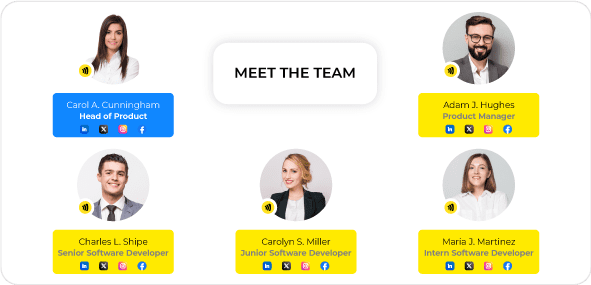 MEET THE TEAM
Carol A. Cunningham
Head of Product
Adam J. Hughes
Product Manager
Charles L. Shipe
Senior Software Developer
Carolyn S. Miller
Junior Software Developer
Maria J. Martinez
Intern Software Developer